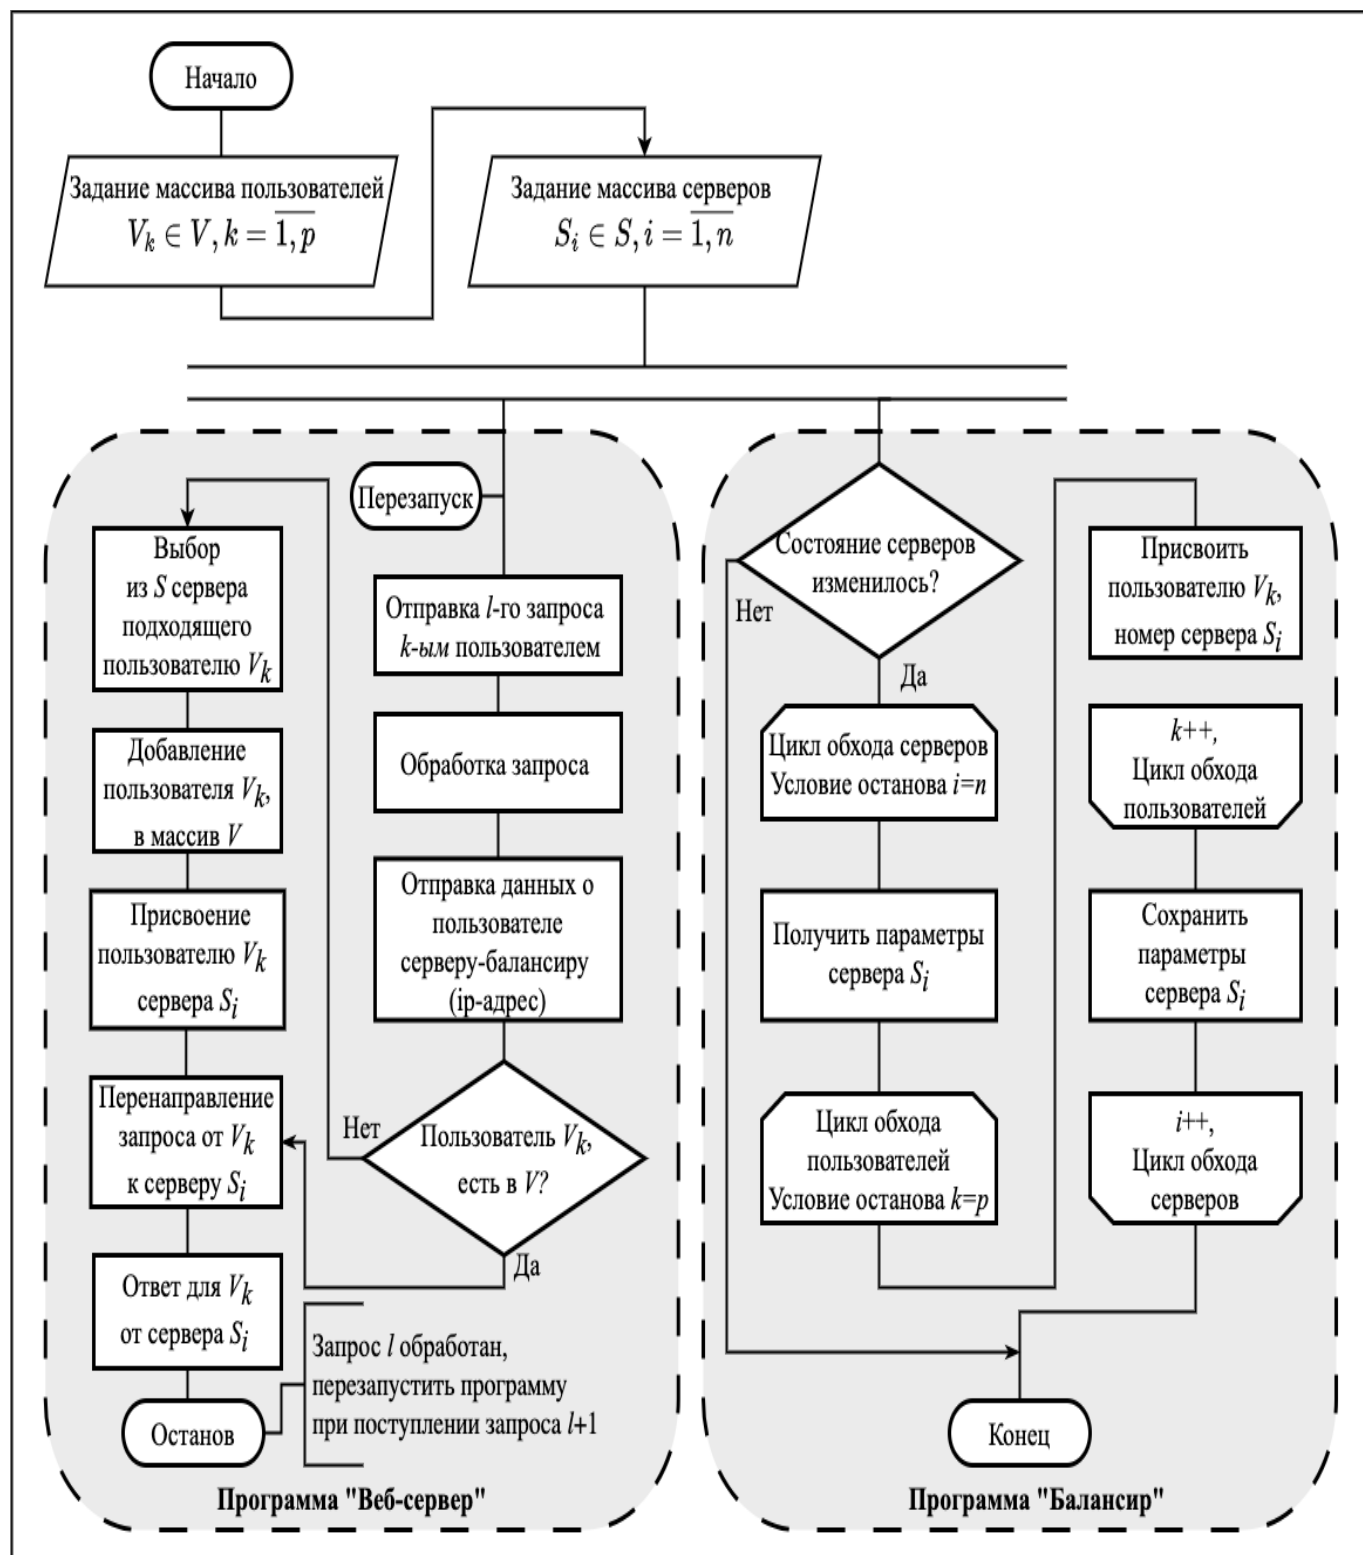 Начало
Задание массива пользователей
V_k ∈ V, k = \overline{1, p}
Задание массива серверов
S_i ∈ S, i = \overline{1, n}
Перезапуск
Отправка l-го запроса
k-ым пользователем
Обработка запроса
Отправка данных о
пользователе
серверу-балансиру
(ip-адрес)
Пользователь V_k,
есть в V?
Нет
Да
Выбор
из S сервера
подходящего
пользователю V_k
Добавление
пользователя V_k,
в массив V
Присвоение
пользователю V_k
сервера S_i
Перенаправление
запроса от V_k
к серверу S_i
Ответ для V_k
от сервера S_i
Останов
Запрос l обработан,
перезапустить программу
при поступлении запроса l+1
Программа "Веб-сервер"
Состояние серверов
изменилось?
Нет
Да
Цикл обхода серверов
Условие останова i=n
Получить параметры
сервера S_i
Цикл обхода
пользователей
Условие останова k=p
Присвоить
пользователю V_k,
номер сервера S_i
k++,
Цикл обхода
пользователей
Сохранить
параметры
сервера S_i
i++,
Цикл обхода
серверов
Конец
Программа "Балансир"